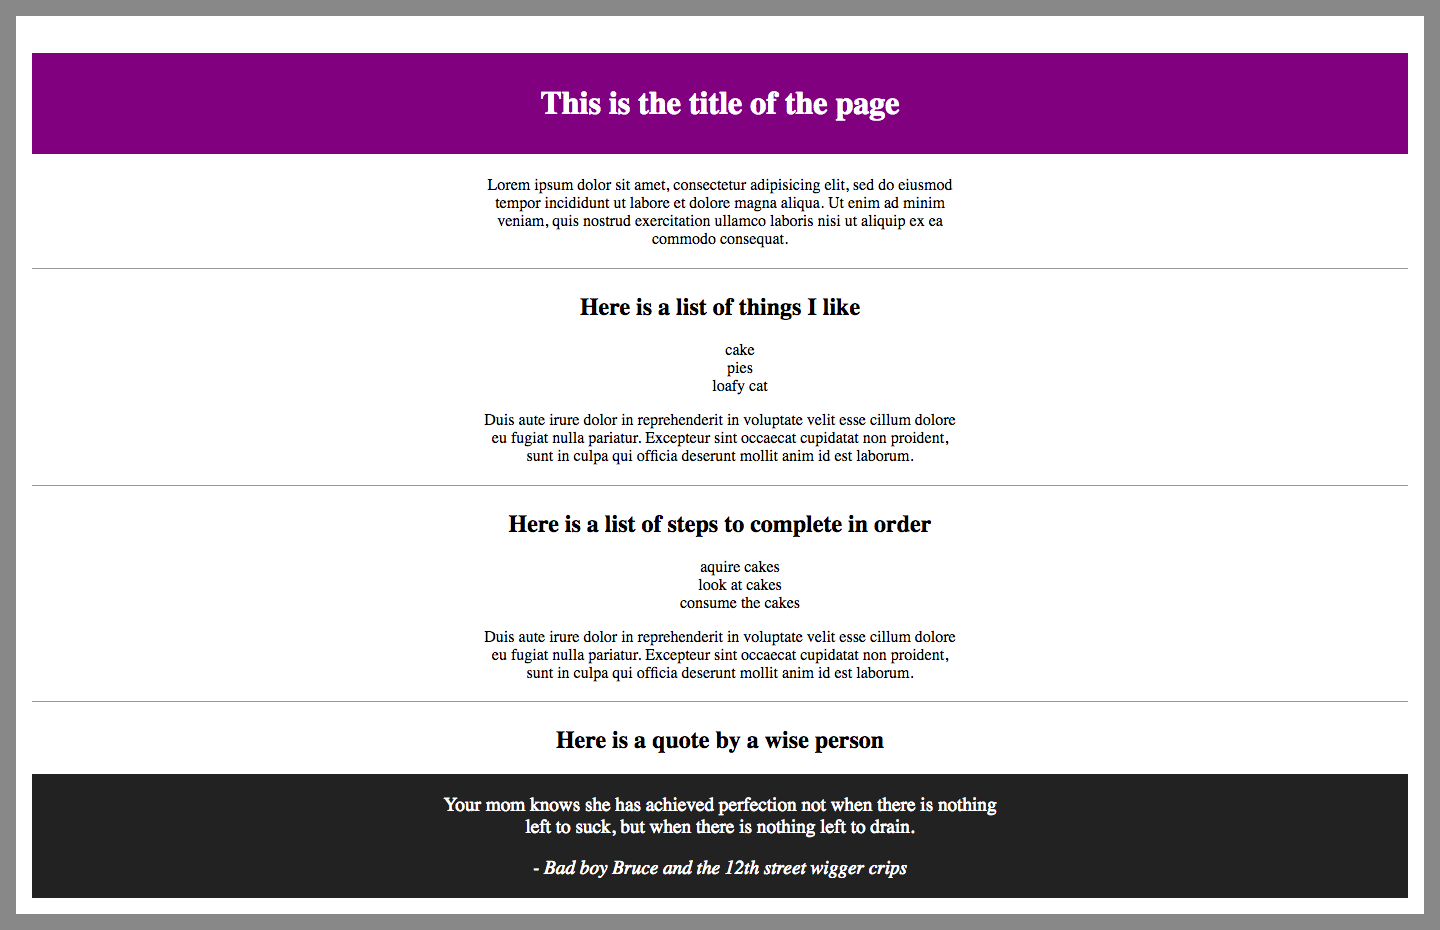 This is the title of the page
Lorem ipsum dolor sit amet, consectetur adipisicing elit, sed do eiusmod
tempor incididunt ut labore et dolore magna aliqua. Ut enim ad minim
veniam, quis nostrud exercitation ullamco laboris nisi ut aliquip ex ea
commodo consequat.
Here is a list of things I like
cake
pies
loafy cat
Duis aute irure dolor in reprehenderit in voluptate velit esse cillum dolore
eu fugiat nulla pariatur. Excepteur sint occaecat cupidatat non proident,
sunt in culpa qui officia deserunt mollit anim id est laborum.
Here is a list of steps to complete in order
aquire cakes
look at cakes
consume the cakes
Duis aute irure dolor in reprehenderit in voluptate velit esse cillum dolore
eu fugiat nulla pariatur. Excepteur sint occaecat cupidatat non proident,
sunt in culpa qui officia deserunt mollit anim id est laborum.
Here is a quote by a wise person
Your mom knows she has achieved perfection not when there is nothing
left to suck, but when there is nothing left to drain.
- Bad boy Bruce and the 12th street wigger crips